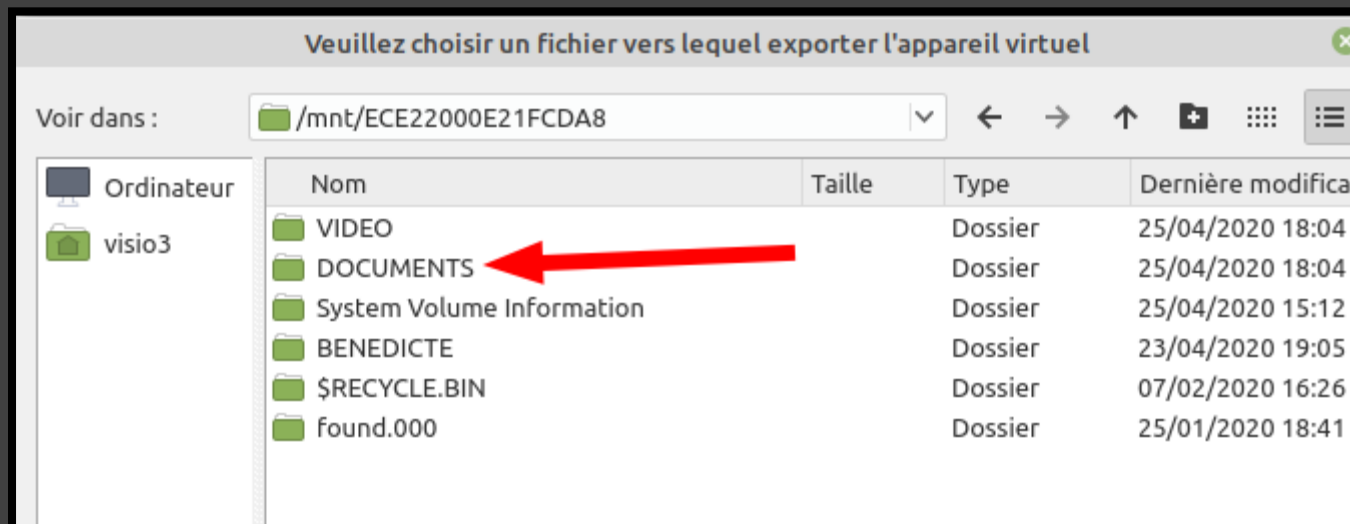 Veuillez choisir un fichier vers lequel exporter l'appareil virtuel
Voir dans :
/mnt/ECE22000E21FCDA8
Ordinateur
visio3
Nom Taille Type Dernière modifica
VIDEO Dossier 25/04/2020 18:04
DOCUMENTS Dossier 25/04/2020 18:04
System Volume Information Dossier 25/04/2020 15:12
BENEDICTE Dossier 23/04/2020 19:05
$RECYCLE.BIN Dossier 07/02/2020 16:26
found.000 Dossier 25/01/2020 18:41